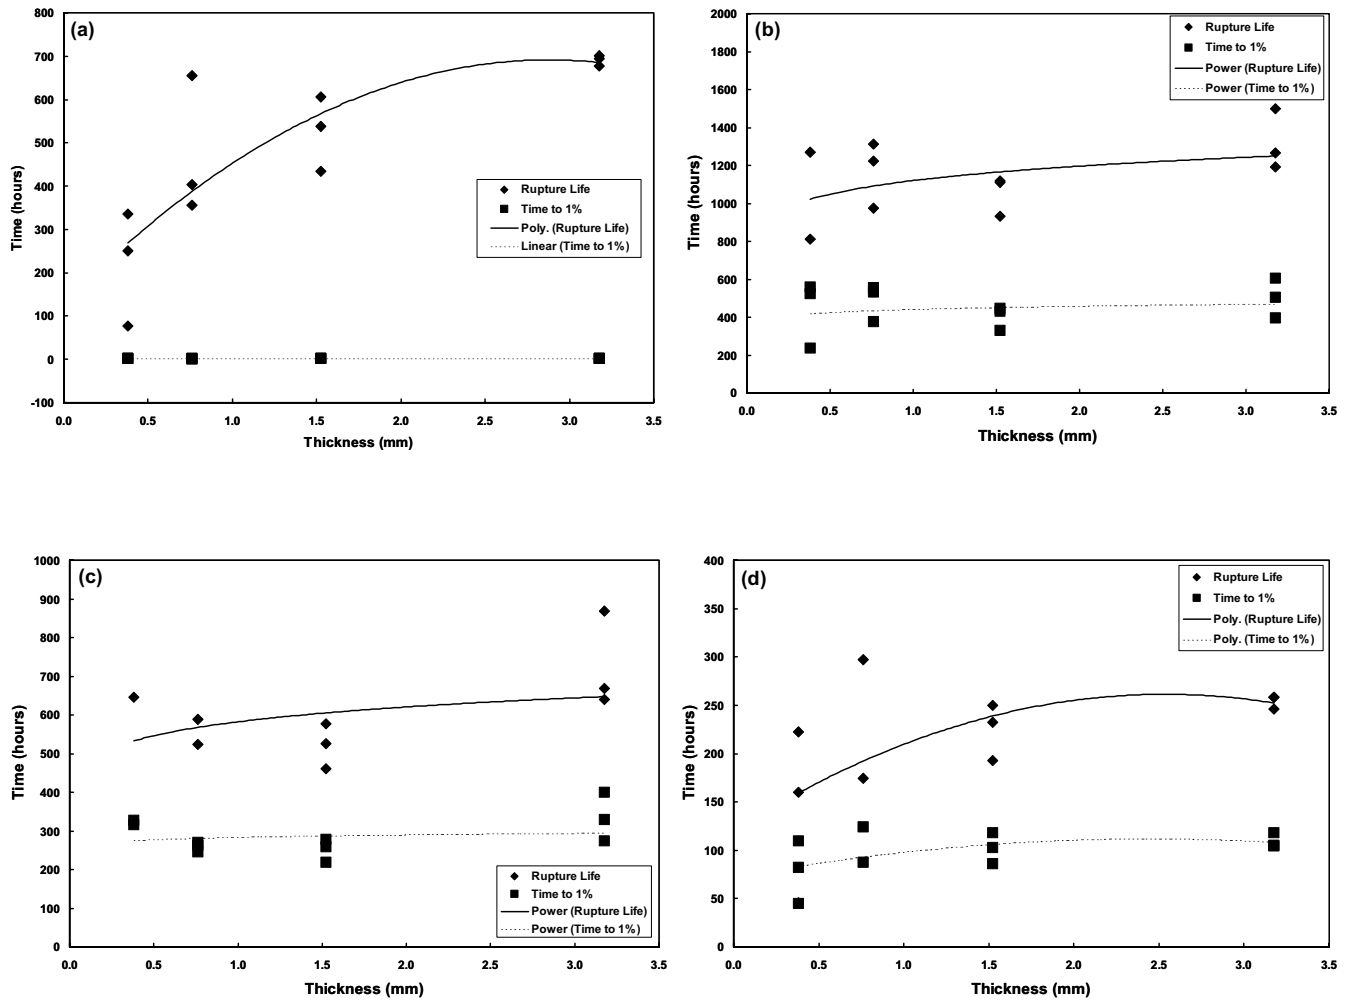 (a)
800
700
600
500
400
300
200
100
0
-100
Time (hours)
0.0 0.5 1.0 1.5 2.0 2.5 3.0 3.5
Thickness (mm)
Rupture Life
Time to 1%
Poly. (Rupture Life)
Linear (Time to 1%)
(b)
2000
1800
1600
1400
1200
1000
800
600
400
200
0
Time (hours)
0.0 0.5 1.0 1.5 2.0 2.5 3.0 3.5
Thickness (mm)
Rupture Life
Time to 1%
Power (Rupture Life)
Power (Time to 1%)
(c)
1000
900
800
700
600
500
400
300
200
100
0
Time (hours)
0.0 0.5 1.0 1.5 2.0 2.5 3.0 3.5
Thickness (mm)
Rupture Life
Time to 1%
Power (Rupture Life)
Power (Time to 1%)
(d)
400
350
300
250
200
150
100
50
0
Time (hours)
0.0 0.5 1.0 1.5 2.0 2.5 3.0 3.5
Thickness (mm)
Rupture Life
Time to 1%
Poly. (Rupture Life)
Poly. (Time to 1%)